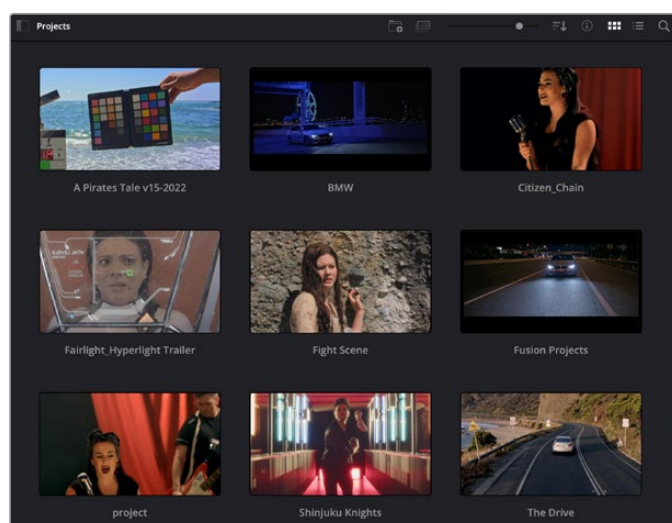 Projects
A Pirates Tale v15-2022
BMW
Citizen_Chain
Fairlight_Hyperlight Trailer
Fight Scene
Fusion Projects
project
Shinjuku Knights
The Drive